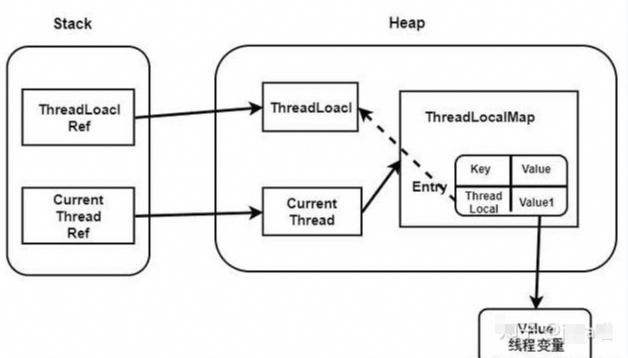 Stack
Heap
ThreadLoacl
Ref
ThreadLoacl
ThreadLocalMap
Key
Value
Entry
Thread
Local
Value1
Current
Thread
Ref
Current
Thread
Value
线程变量